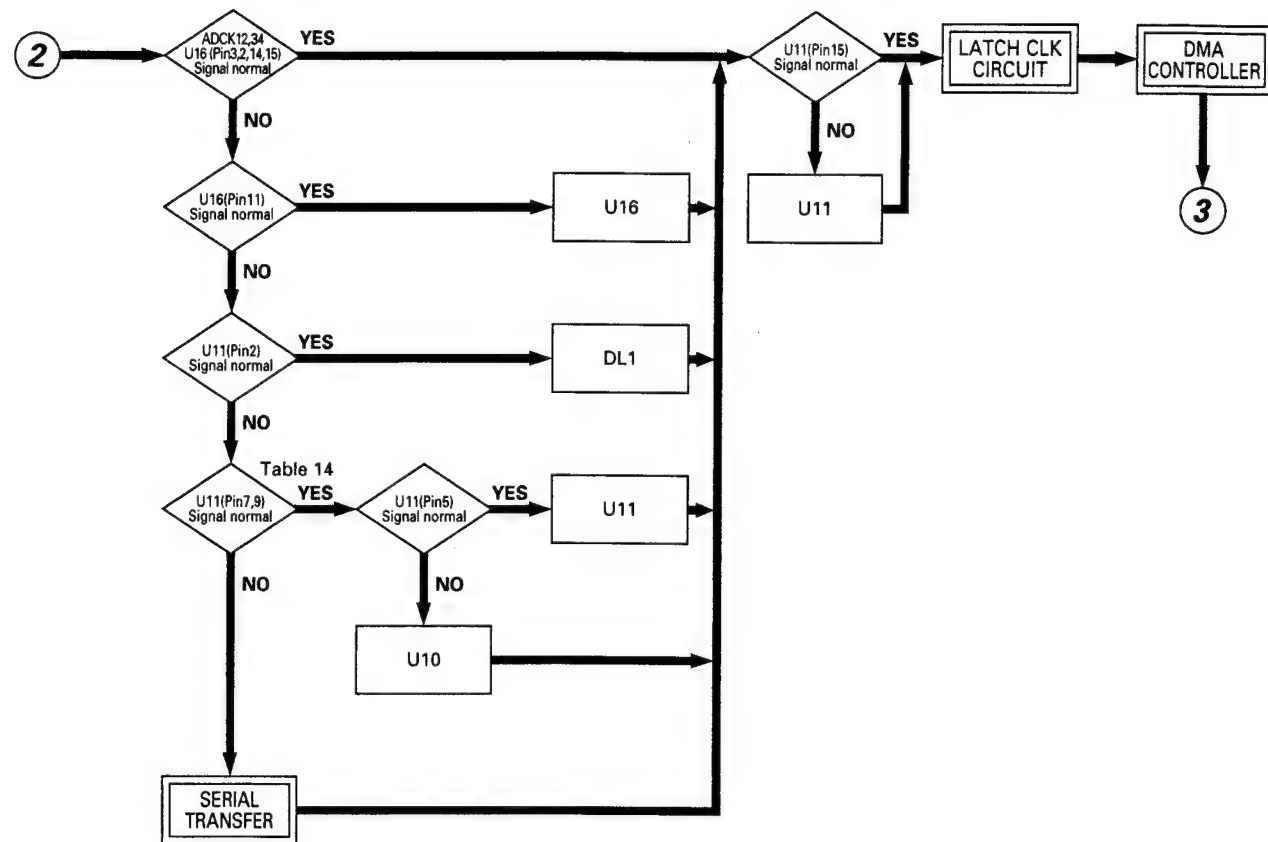 2
ADCK12,34
U16 (Pin3,2,14,15)
Signal normal
YES
U11(Pin15)
Signal normal
YES
LATCH CLK
CIRCUIT
DMA
CONTROLLER
NO
NO
U16(Pin11)
Signal normal
YES
U16
U11
3
NO
U11(Pin2)
Signal normal
YES
DL1
NO
Table 14
U11(Pin7,9)
Signal normal
YES
U11(Pin5)
Signal normal
YES
U11
NO
NO
U10
SERIAL
TRANSFER